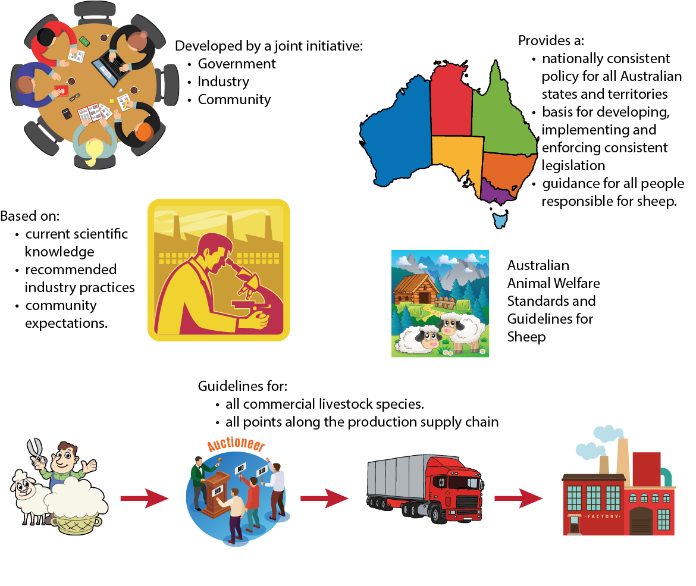 Developed by a joint initiative:
• Government
• Industry
• Community
Provides a:
• nationally consistent
policy for all Australian
states and territories
• basis for developing,
implementing and
enforcing consistent
legislation
• guidance for all people
responsible for sheep.
Based on:
• current scientific
knowledge
• recommended
industry practices
• community
expectations.
Australian
Animal Welfare
Standards and
Guidelines for
Sheep
Guidelines for:
• all commercial livestock species.
• all points along the production supply chain
Auctioneer
FACTORY